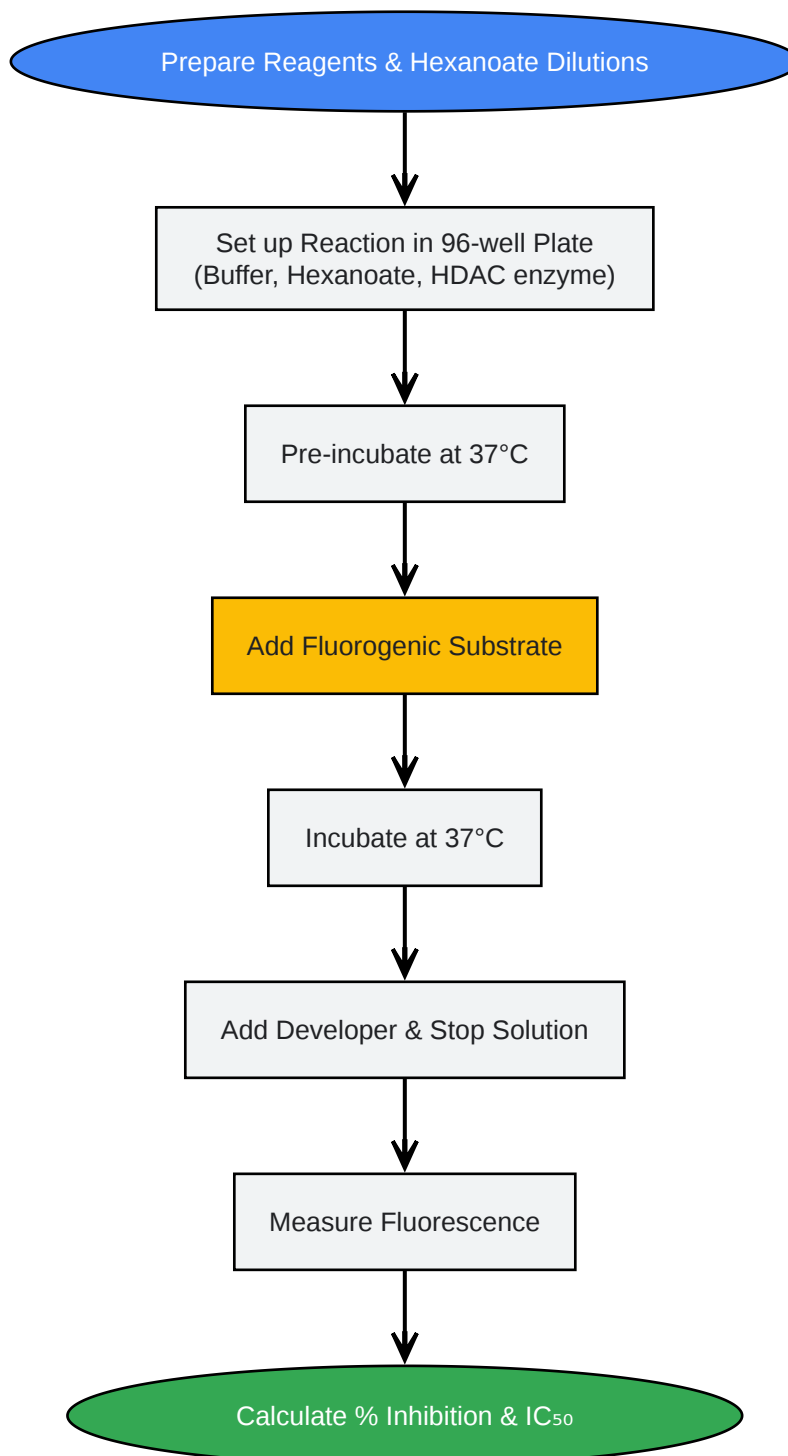 Prepare Reagents & Hexanoate Dilutions
Set up Reaction in 96-well Plate
(Buffer, Hexanoate, HDAC enzyme)
Pre-incubate at 37°C
Add Fluorogenic Substrate
Incubate at 37°C
Add Developer & Stop Solution
Measure Fluorescence
Calculate % Inhibition & IC₅₀